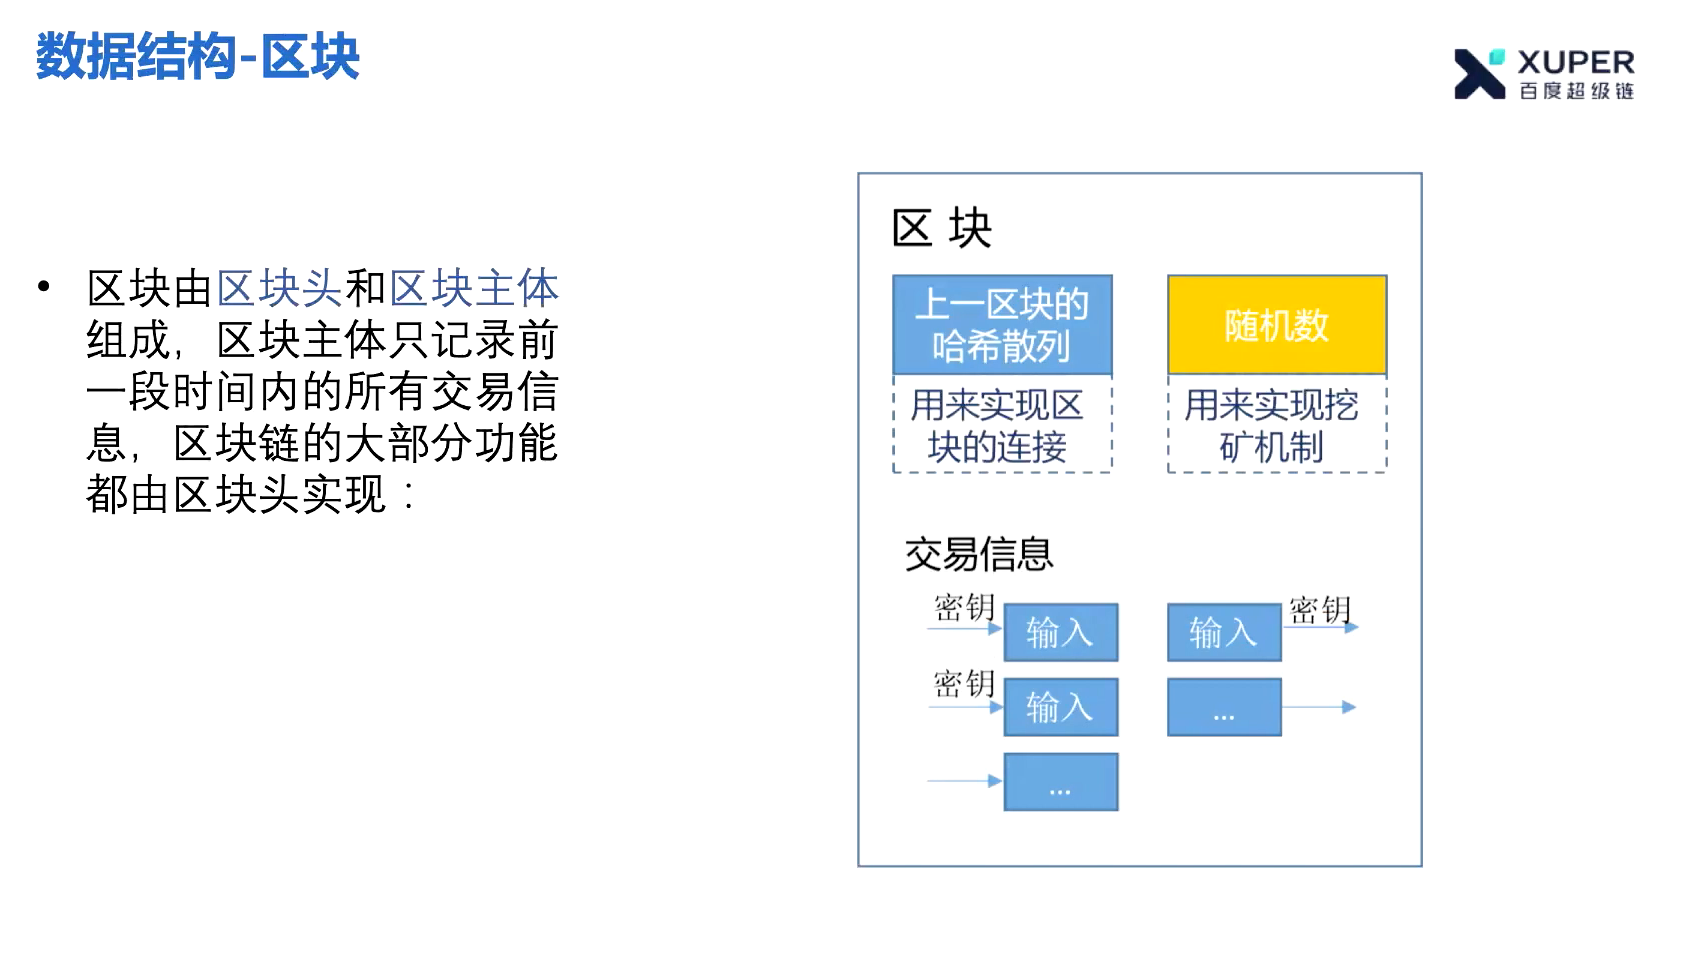 数据结构-区块
XUPER
百度超级链
• 区块由区块头和区块主体
组成，区块主体只记录前
一段时间内的所有交易信
息，区块链的大部分功能
都由区块头实现：
区 块
上一区块的
哈希散列
用来实现区
块的连接
随机数
用来实现挖
矿机制
交易信息
密钥
输入
输入
密钥
密钥
输入
...
...